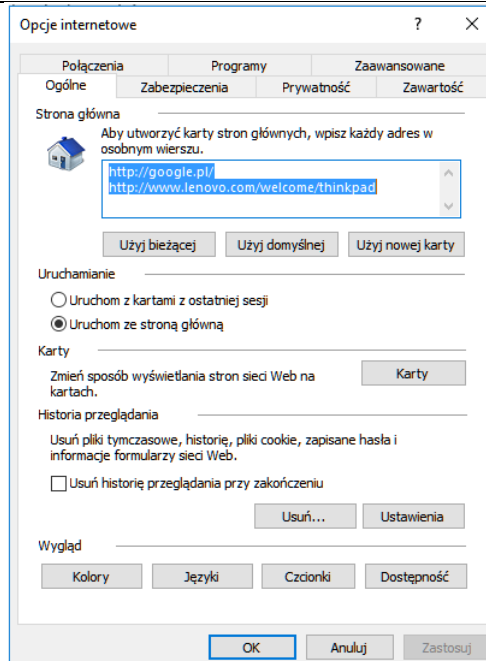 Opcje internetowe ? ×
Połączenia Programy Zaawansowane
Ogólne Zabezpieczenia Prywatność Zawartość
Strona główna
Aby utworzyć karty stron głównych, wpisz każdy adres w
osobnym wierszu.
http://google.pl/
http://www.lenovo.com/welcome/thinkpad
Użyj bieżącej Użyj domyślnej Użyj nowej karty
Uruchamianie
Uruchom z kartami z ostatniej sesji
Uruchom ze stroną główną
Karty
Zmień sposób wyświetlania stron sieci Web na
kartach.
Karty
Historia przeglądania
Usuń pliki tymczasowe, historię, pliki cookie, zapisane hasła i
informacje formularzy sieci Web.
Usuń historię przeglądania przy zakończeniu
Usuń... Ustawienia
Wygląd
Kolory Języki Czcionki Dostępność
OK Anuluj Zastosuj